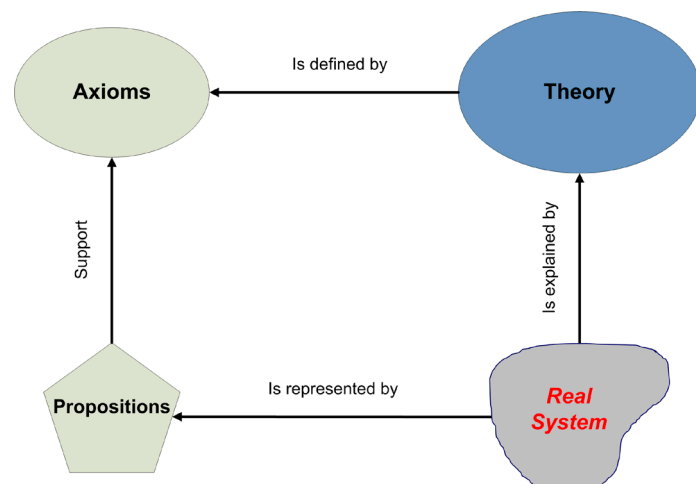 Is defined by
Axioms
Theory
Support
Is explained by
Is represented by
Propositions
Real
System